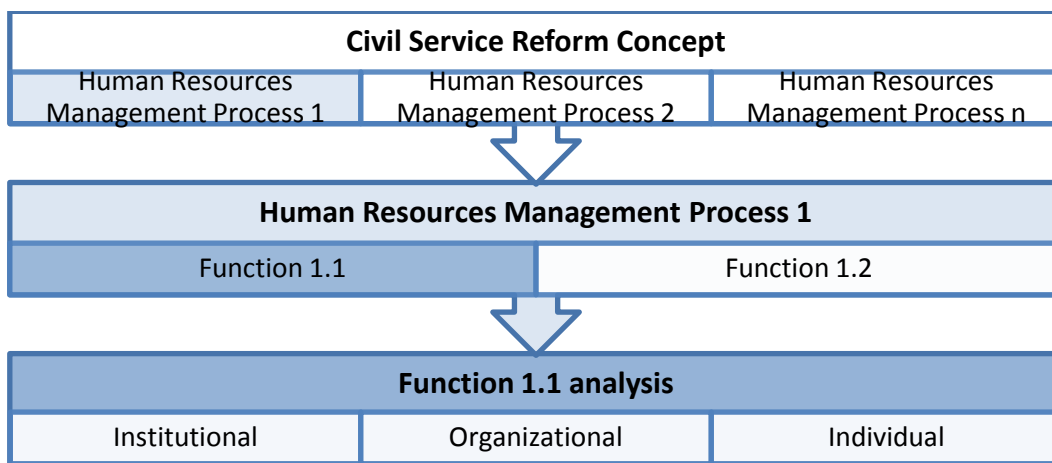 Civil Service Reform Concept
Human Resources Management Process 1
Human Resources Management Process 2
Human Resources Management Process n
Human Resources Management Process 1
Function 1.1
Function 1.2
Function 1.1 analysis
Institutional
Organizational
Individual